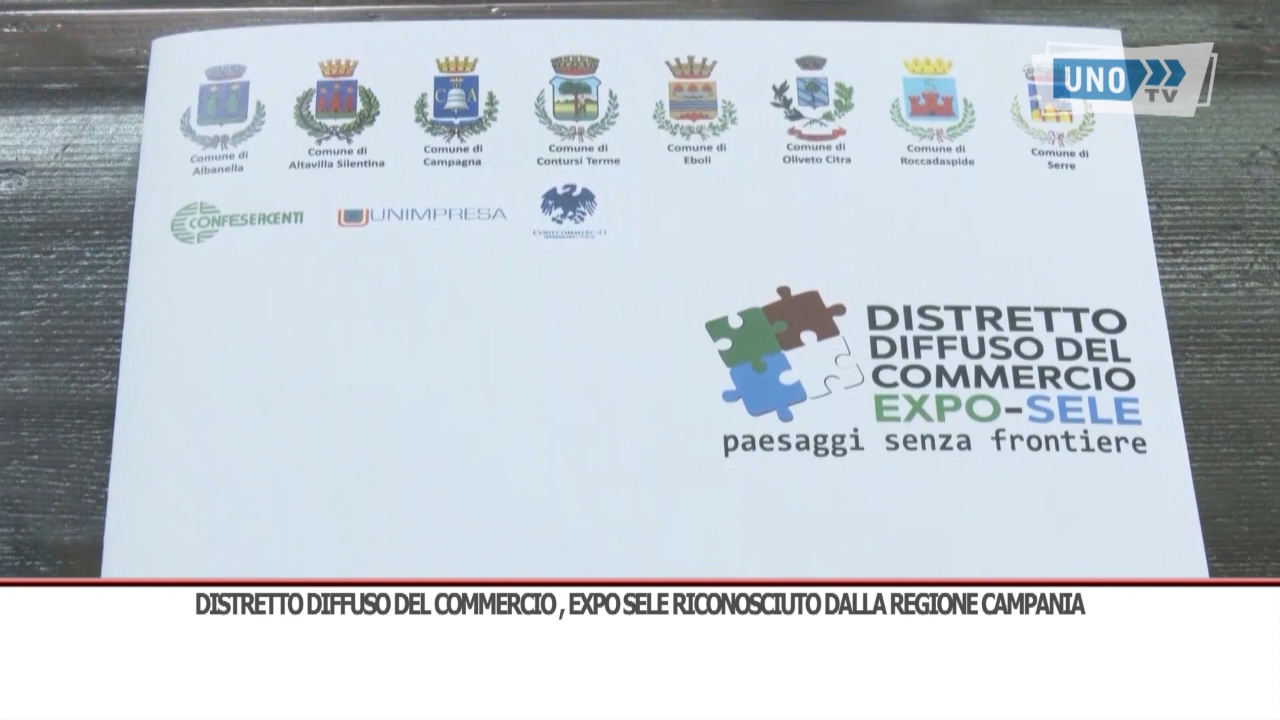 UNO
TV
Comune di
Albanella
Comune di
Altavilla Silentina
Comune di
Campagna
Comune di
Contursi Terme
Comune di
Eboli
Comune di
Oliveto Citra
Comune di
Roccadaspide
Comune di
Serre
CONFESERCENTI
UNIMPRESA
CONFCOMMERCIO
DISTRETTO
DIFFUSO DEL
COMMERCIO
EXPO-SELE
paesaggi senza frontiere
DISTRETTO DIFFUSO DEL COMMERCIO , EXPO SELE RICONOSCIUTO DALLA REGIONE CAMPANIA